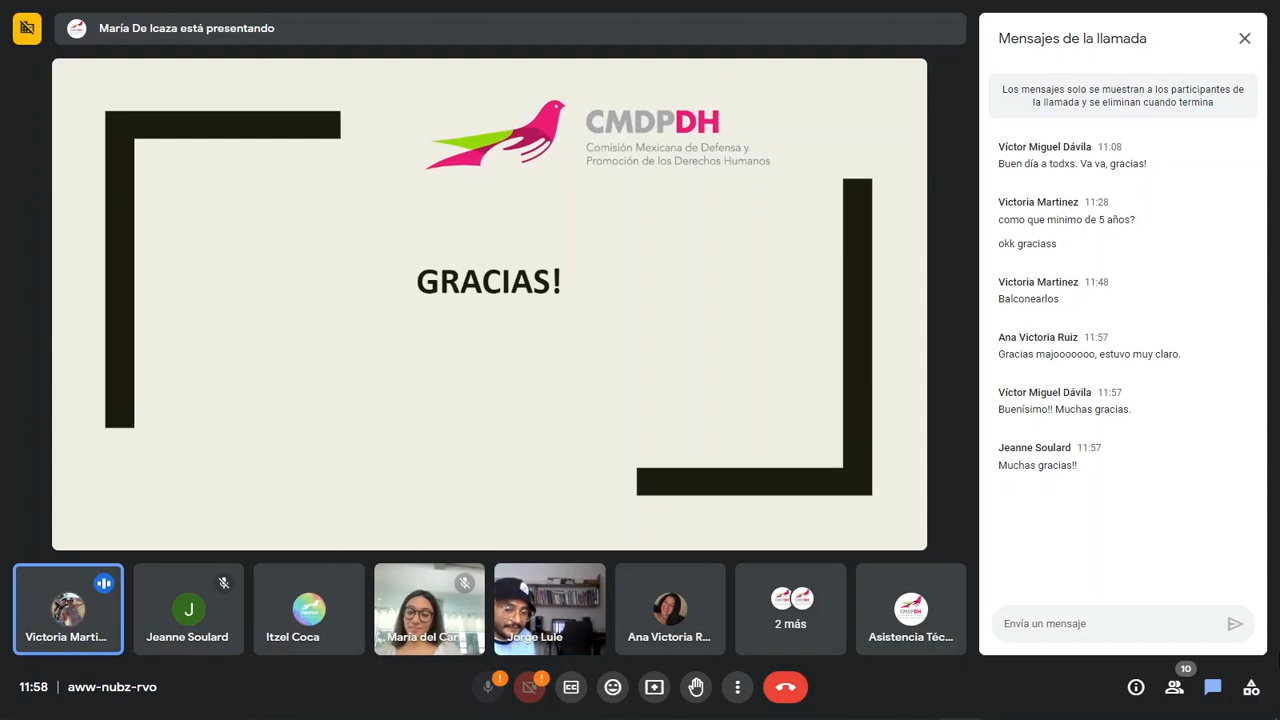 María De Icaza está presentando
CMDPDH
Comisión Mexicana de Defensa y
Promoción de los Derechos Humanos
GRACIAS!
Mensajes de la llamada
Los mensajes solo se muestran a los participantes de
la llamada y se eliminan cuando termina
Víctor Miguel Dávila 11:08
Buen día a todxs. Va va, gracias!
Victoria Martinez 11:28
como que minimo de 5 años?
okk graciass
Victoria Martinez 11:48
Balconearlos
Ana Victoria Ruiz 11:57
Gracias majooooooo, estuvo muy claro.
Víctor Miguel Dávila 11:57
Buenísimo!! Muchas gracias.
Jeanne Soulard 11:57
Muchas gracias!!
Envía un mensaje
Victoria Marti...
J
Jeanne Soulard
Itzel Coca
María del Car...
Jorge Lule
Ana Victoria R...
2 más
CMDPDH
Asistencia Téc...
11:58 | aww-nubz-rvo
10